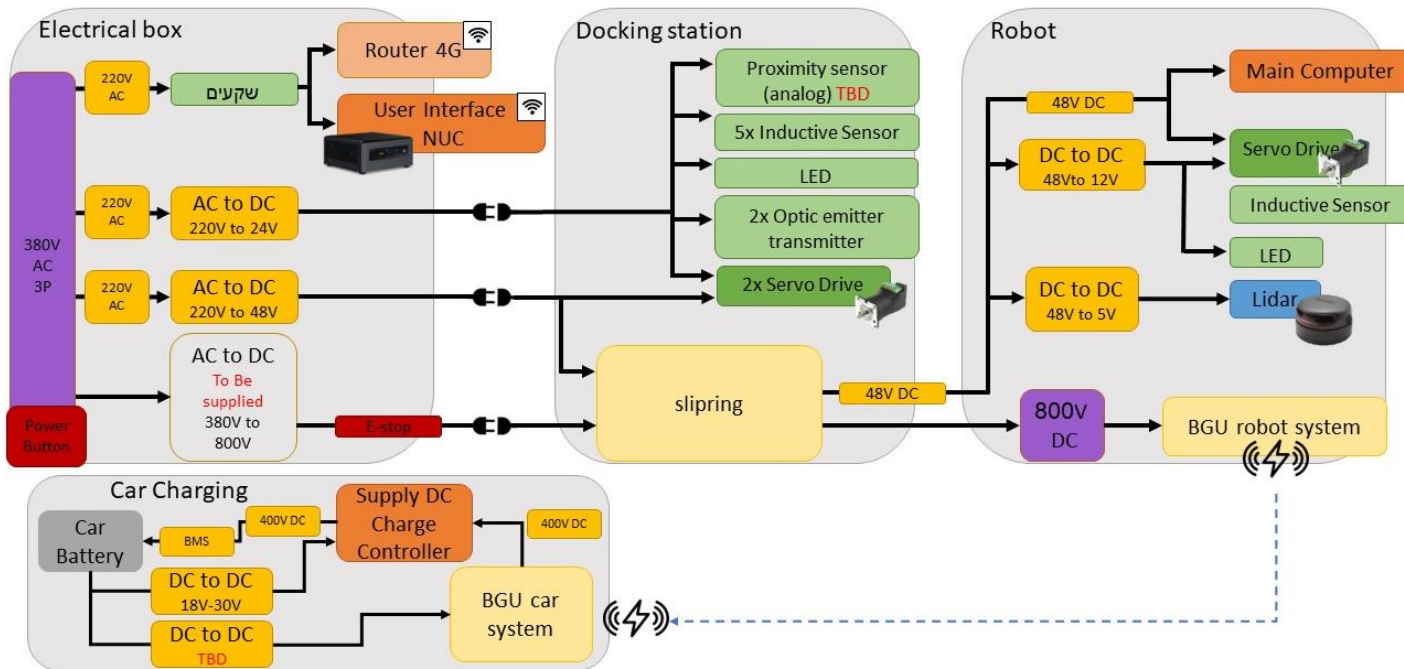 Electrical box
220V
AC
שקעים
Router 4G
User Interface
NUC
380V
AC
3P
220V
AC
AC to DC
220V to 24V
220V
AC
AC to DC
220V to 48V
AC to DC
To Be
supplied
380V to
800V
Power
Button
E-stop
Docking station
Proximity sensor
(analog) TBD
5x Inductive Sensor
LED
2x Optic emitter
transmitter
2x Servo Drive
slipring
48V DC
Robot
48V DC
Main Computer
DC to DC
48Vto 12V
Servo Drive
Inductive Sensor
LED
DC to DC
48V to 5V
Lidar
800V
DC
BGU robot system
Car Charging
Car
Battery
BMS
400V DC
Supply DC
Charge
Controller
400V DC
DC to DC
18V-30V
DC to DC
TBD
BGU car
system